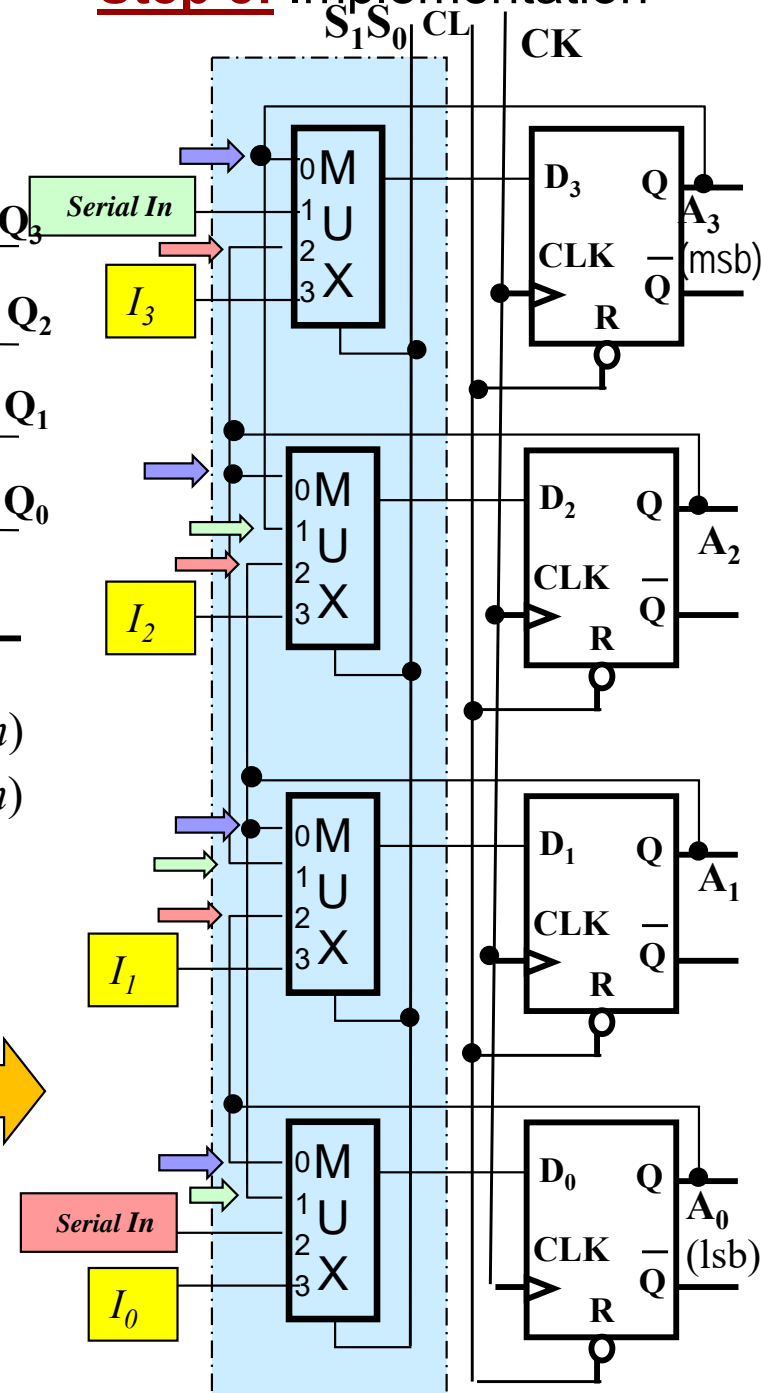 Step 6: Implementation
S1S0 CL CK
Q3
Q2
Q1
Q0
n)
n)
Serial In
I3
0 M
1 U
2
3 X
D3 Q
A3
(msb)
CLK Q̅
R
I2
0 M
1 U
2
3 X
D2 Q
A2
CLK Q̅
R
I1
0 M
1 U
2
3 X
D1 Q
A1
CLK Q̅
R
Serial In
I0
0 M
1 U
2
3 X
D0 Q
A0
(lsb)
CLK Q̅
R